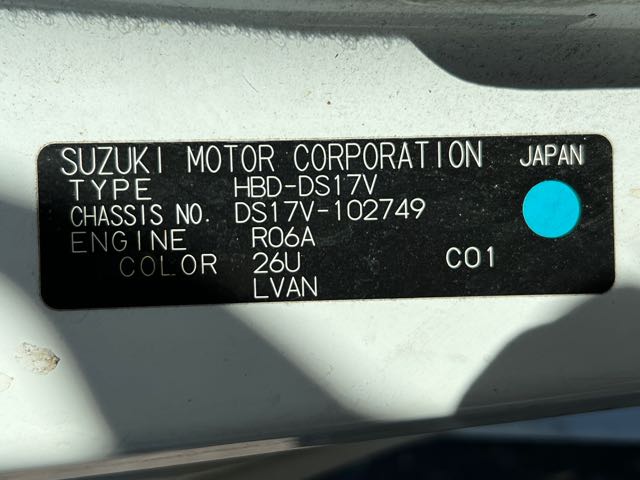 SUZUKI MOTOR CORPORATION JAPAN
TYPE HBD-DS17V
CHASSIS NO. DS17V-102749
ENGINE R06A
COLOR 26U C01
LVAN